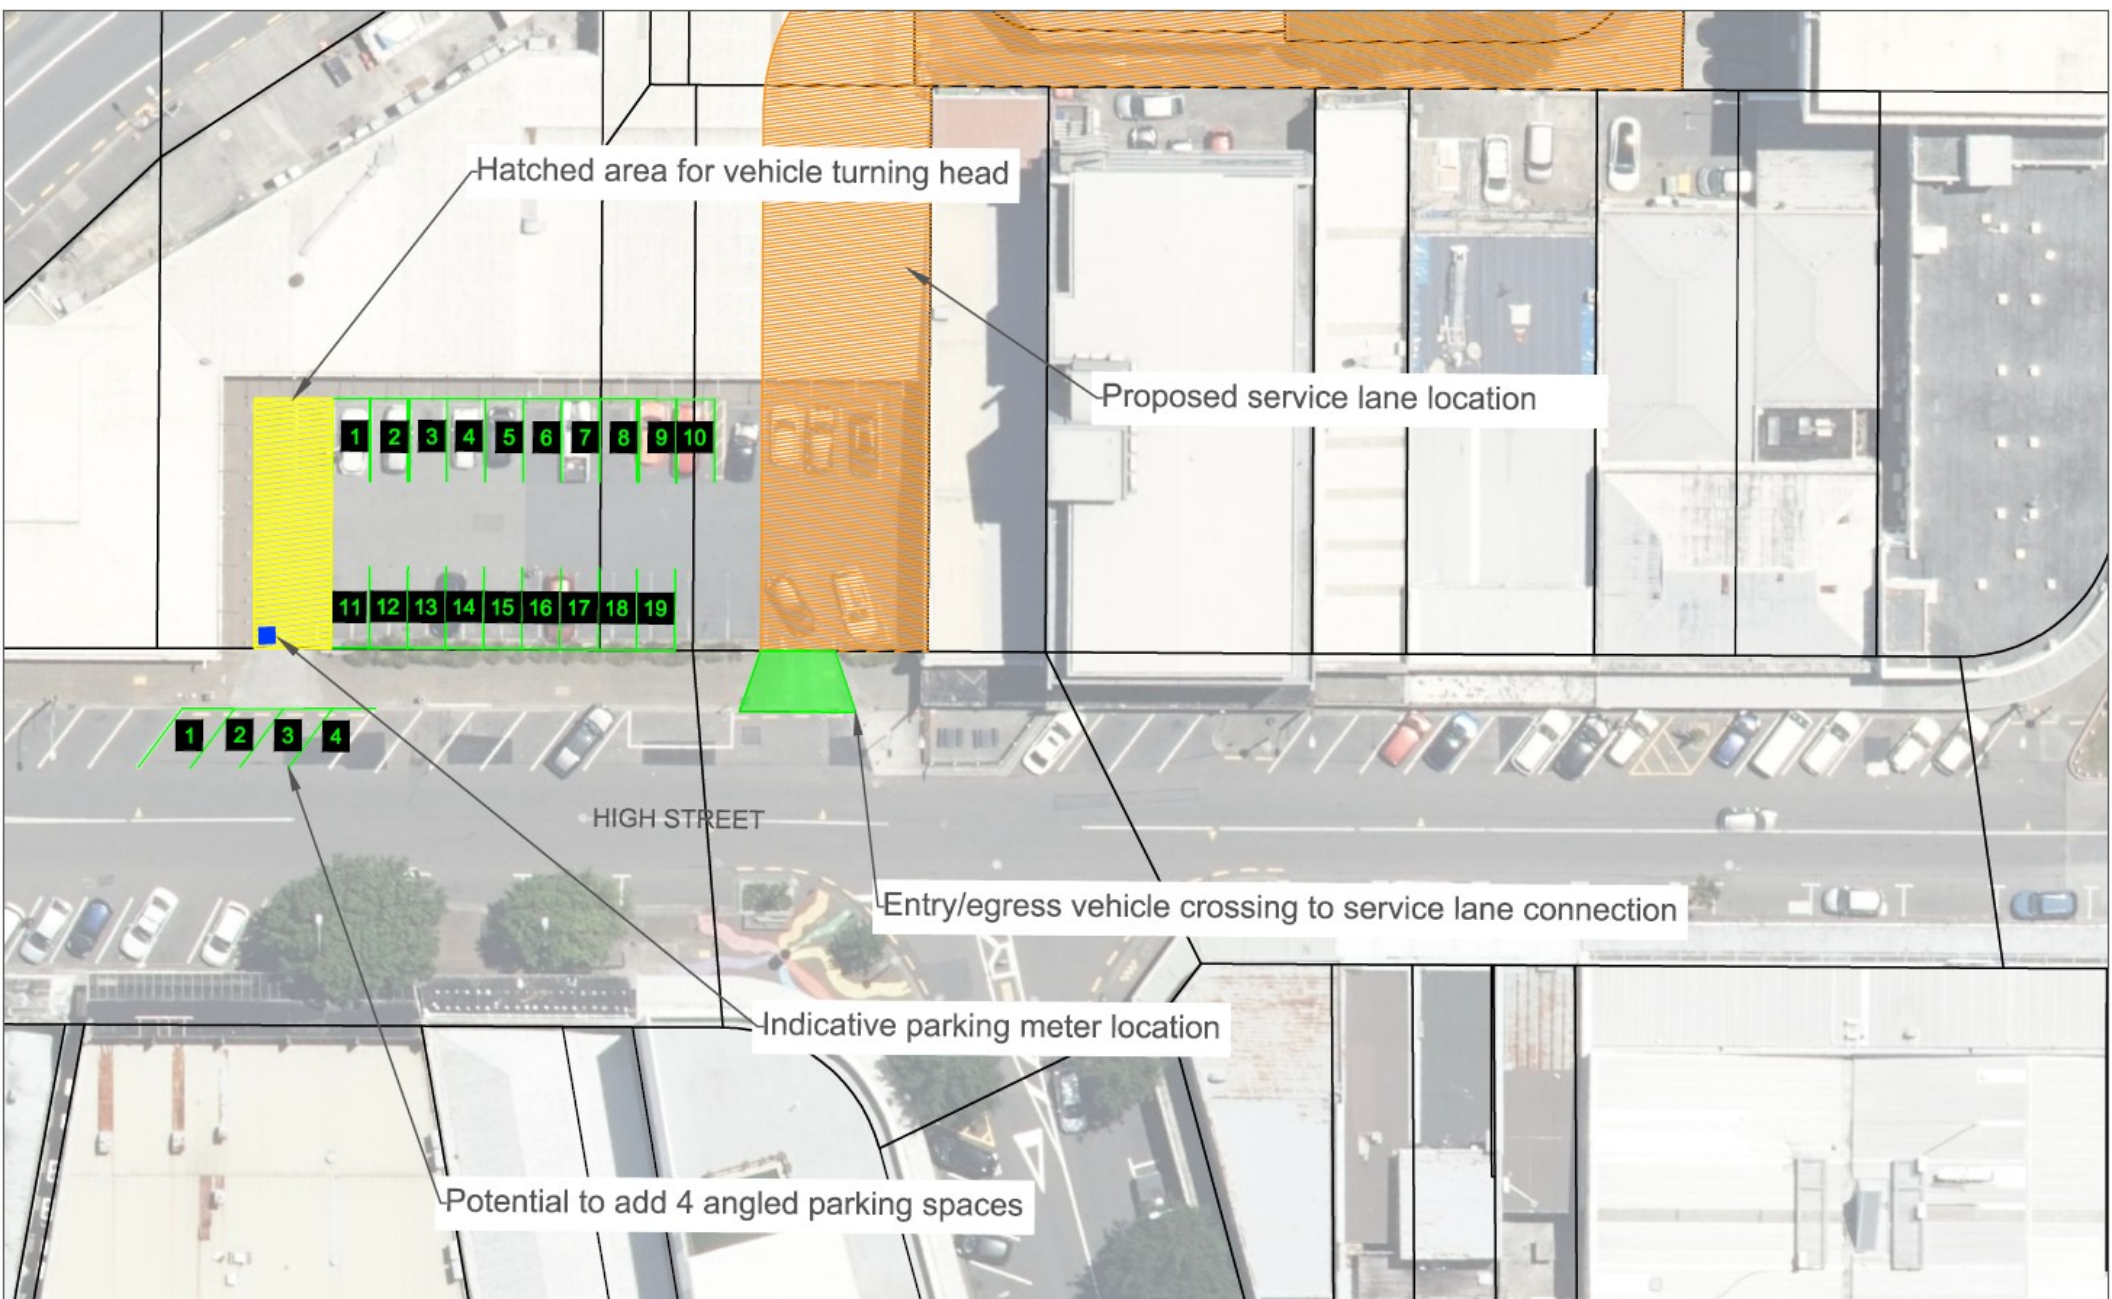 Hatched area for vehicle turning head
Proposed service lane location
1 2 3 4 5 6 7 8 9 10
11 12 13 14 15 16 17 18 19
1 2 3 4
HIGH STREET
Entry/egress vehicle crossing to service lane connection
Indicative parking meter location
Potential to add 4 angled parking spaces